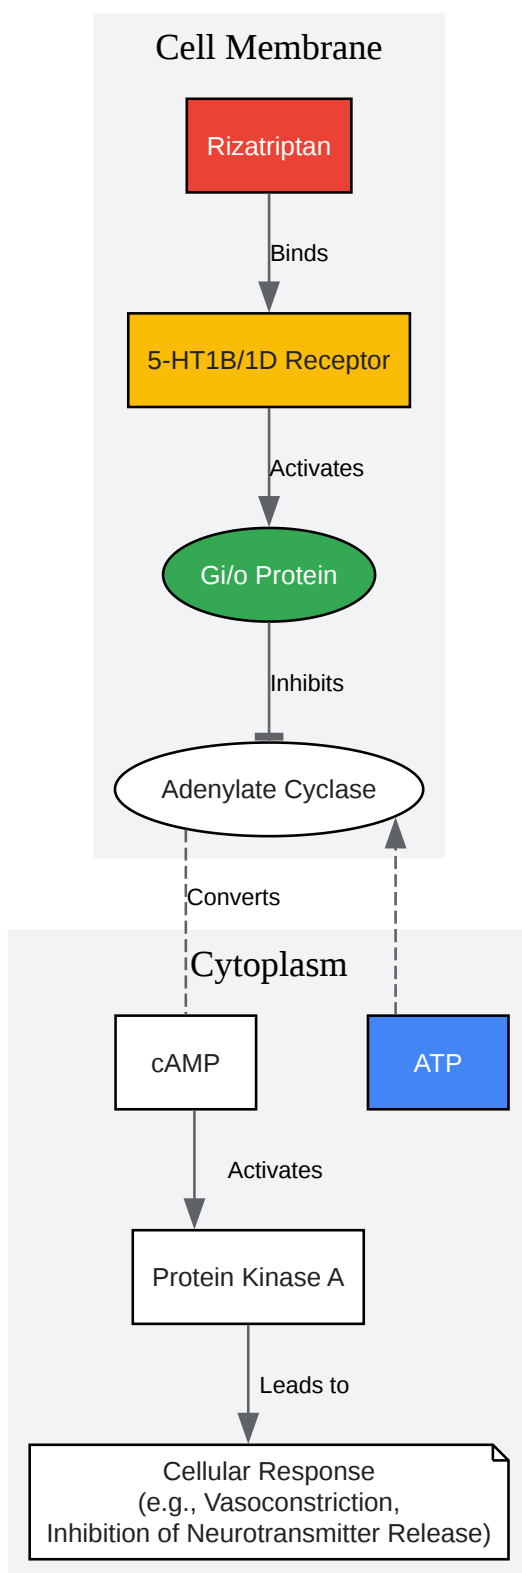 Cell Membrane
Rizatriptan
Binds
5-HT1B/1D Receptor
Activates
Gi/o Protein
Inhibits
Adenylate Cyclase
Converts
Cytoplasm
cAMP
ATP
Activates
Protein Kinase A
Leads to
Cellular Response
(e.g., Vasoconstriction,
Inhibition of Neurotransmitter Release)